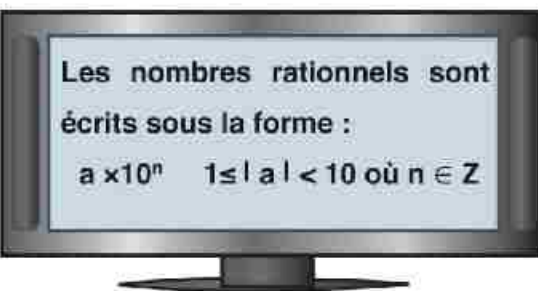 Les nombres rationnels sont
écrits sous la forme :
a ×10ⁿ 1≤ | a | < 10 où n ∈ Z